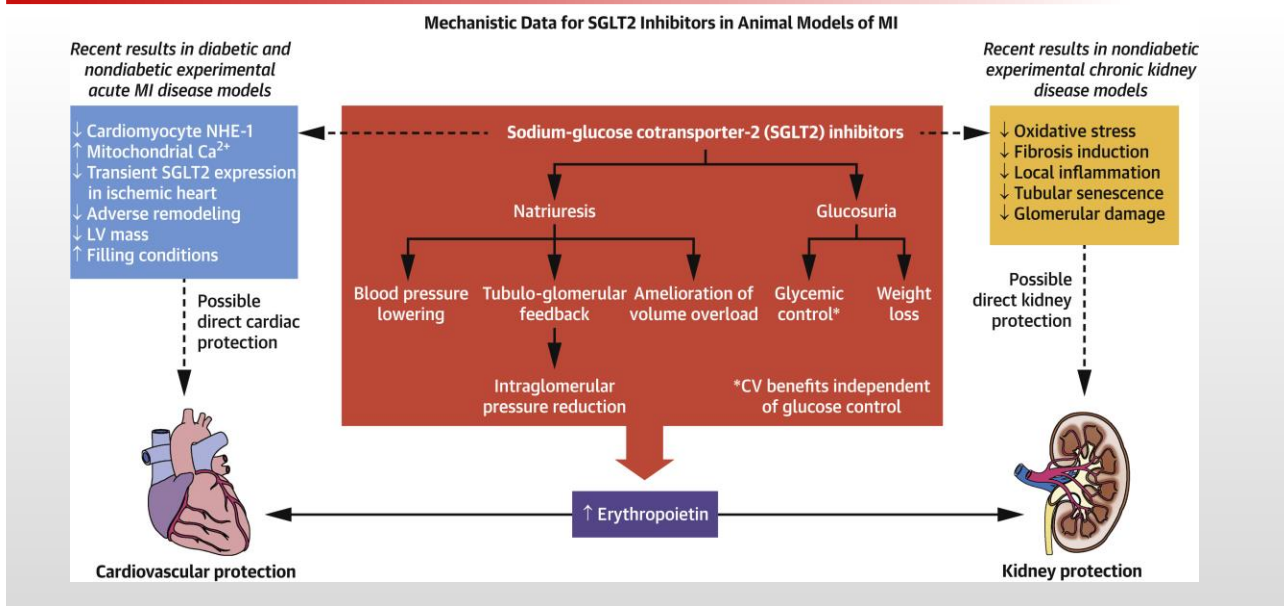 Mechanistic Data for SGLT2 Inhibitors in Animal Models of MI
Recent results in diabetic and
nondiabetic experimental
acute MI disease models
↓ Cardiomyocyte NHE-1
↑ Mitochondrial Ca²⁺
↓ Transient SGLT2 expression
in ischemic heart
↓ Adverse remodeling
↓ LV mass
↑ Filling conditions
Possible
direct cardiac
protection
Sodium-glucose cotransporter-2 (SGLT2) inhibitors
Natriuresis
Glucosuria
Blood pressure
lowering
Tubulo-glomerular
feedback
Amelioration of
volume overload
Glycemic
control*
Weight
loss
Intraglomerular
pressure reduction
*CV benefits independent
of glucose control
Recent results in nondiabetic
experimental chronic kidney
disease models
↓ Oxidative stress
↓ Fibrosis induction
↓ Local inflammation
↓ Tubular senescence
↓ Glomerular damage
Possible
direct kidney
protection
↑ Erythropoietin
Cardiovascular protection
Kidney protection